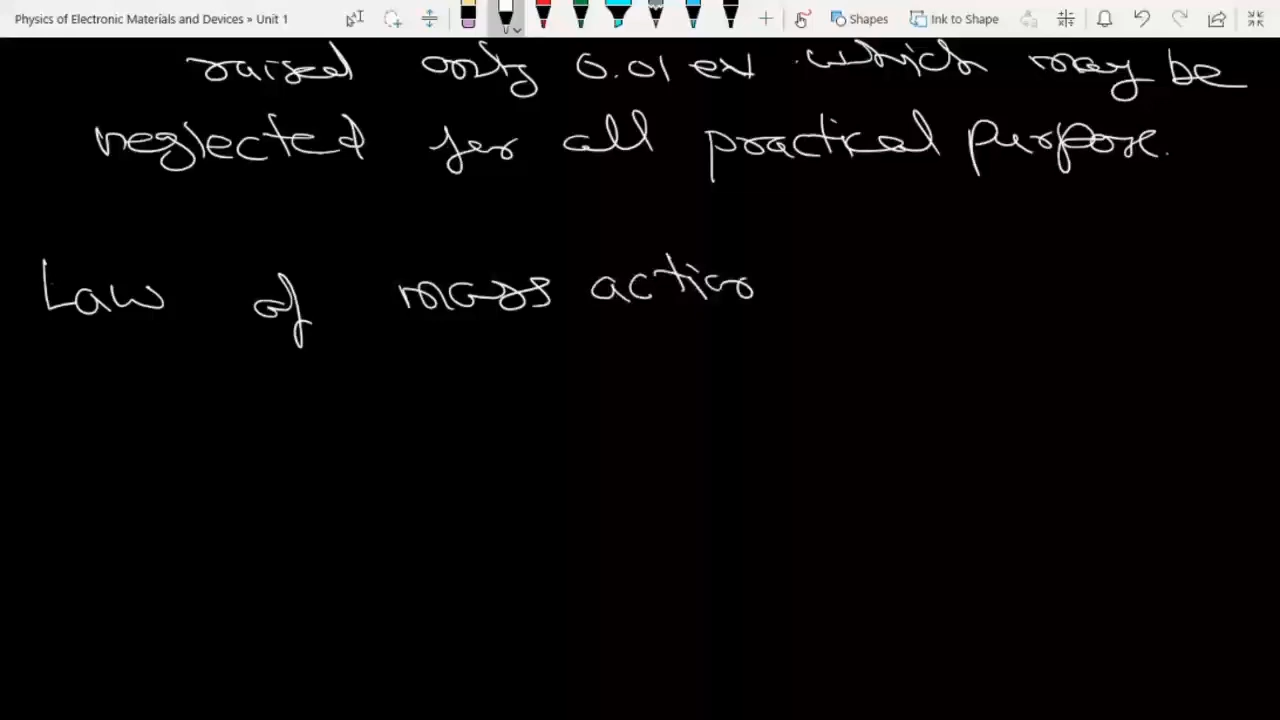 Physics of Electronic Materials and Devices » Unit 1
Shapes
Ink to Shape
raised only 0.01 ev. which may be
neglected for all practical purpose.
Law of mass action